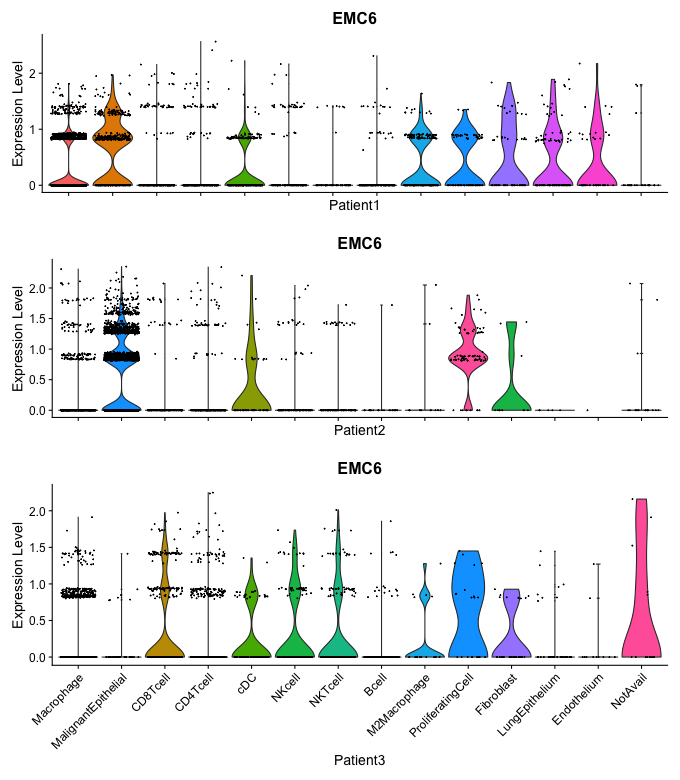 EMC6
Expression Level
2
1
0
Patient1
EMC6
Expression Level
2.0
1.5
1.0
0.5
0.0
Patient2
EMC6
Expression Level
2.0
1.5
1.0
0.5
0.0
Macrophage
MalignantEpithelial
CD8Tcell
CD4Tcell
cDC
NKcell
NKTcell
Bcell
M2Macrophage
ProliferatingCell
Fibroblast
LungEpithelium
Endothelium
NotAvail
Patient3